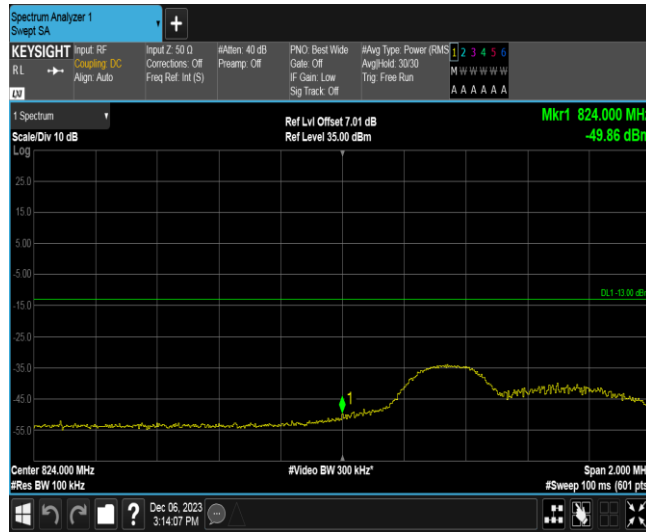 Spectrum Analyzer 1
Swept SA
KEYSIGHT Input: RF Input Z: 50 Ω #Atten: 40 dB PNO: Best Wide #Avg Type: Power (RMS 1 2 3 4 5 6
RL Coupling: DC Corrections: Off Preamp: Off Gate: Off Avg|Hold: 30/30 M W W W W W
Align: Auto Freq Ref: Int (S) IF Gain: Low Trig: Free Run
LXI Sig Track: Off A A A A A A
1 Spectrum Ref Lvl Offset 7.01 dB Mkr1 824.000 MHz
Scale/Div 10 dB Ref Level 35.00 dBm -49.86 dBm
Log
25.0
15.0
5.00
-5.00
DL1 -13.00 dBm
-15.0
-25.0
-35.0
1
-45.0
-55.0
Center 824.000 MHz #Video BW 300 kHz* Span 2.000 MH
#Res BW 100 kHz #Sweep 100 ms (601 pts
? Dec 06, 2023
3:14:07 PM